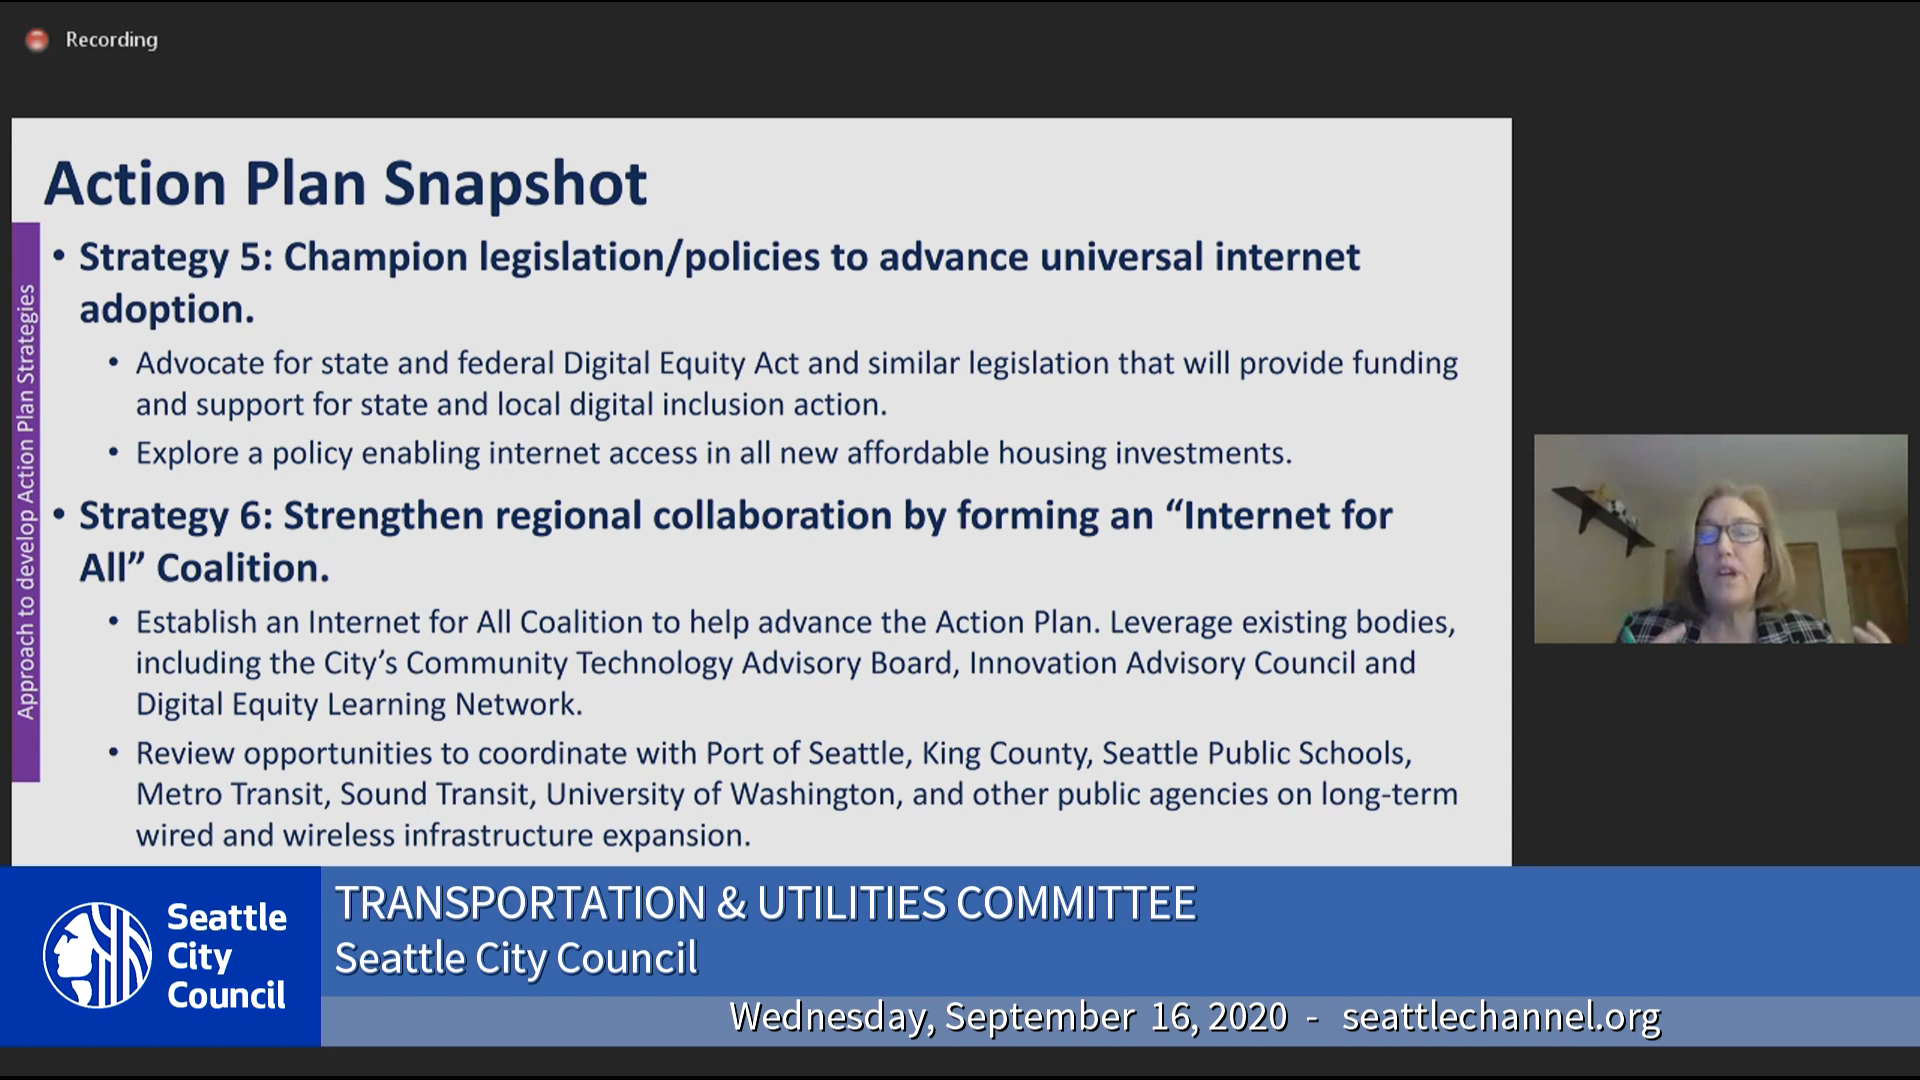 Recording
Action Plan Snapshot
Approach to develop Action Plan Strategies
• Strategy 5: Champion legislation/policies to advance universal internet
adoption.
• Advocate for state and federal Digital Equity Act and similar legislation that will provide funding
and support for state and local digital inclusion action.
• Explore a policy enabling internet access in all new affordable housing investments.
• Strategy 6: Strengthen regional collaboration by forming an “Internet for
All” Coalition.
• Establish an Internet for All Coalition to help advance the Action Plan. Leverage existing bodies,
including the City’s Community Technology Advisory Board, Innovation Advisory Council and
Digital Equity Learning Network.
• Review opportunities to coordinate with Port of Seattle, King County, Seattle Public Schools,
Metro Transit, Sound Transit, University of Washington, and other public agencies on long-term
wired and wireless infrastructure expansion.
Seattle
City
Council
TRANSPORTATION & UTILITIES COMMITTEE
Seattle City Council
Wednesday, September 16, 2020 - seattlechannel.org